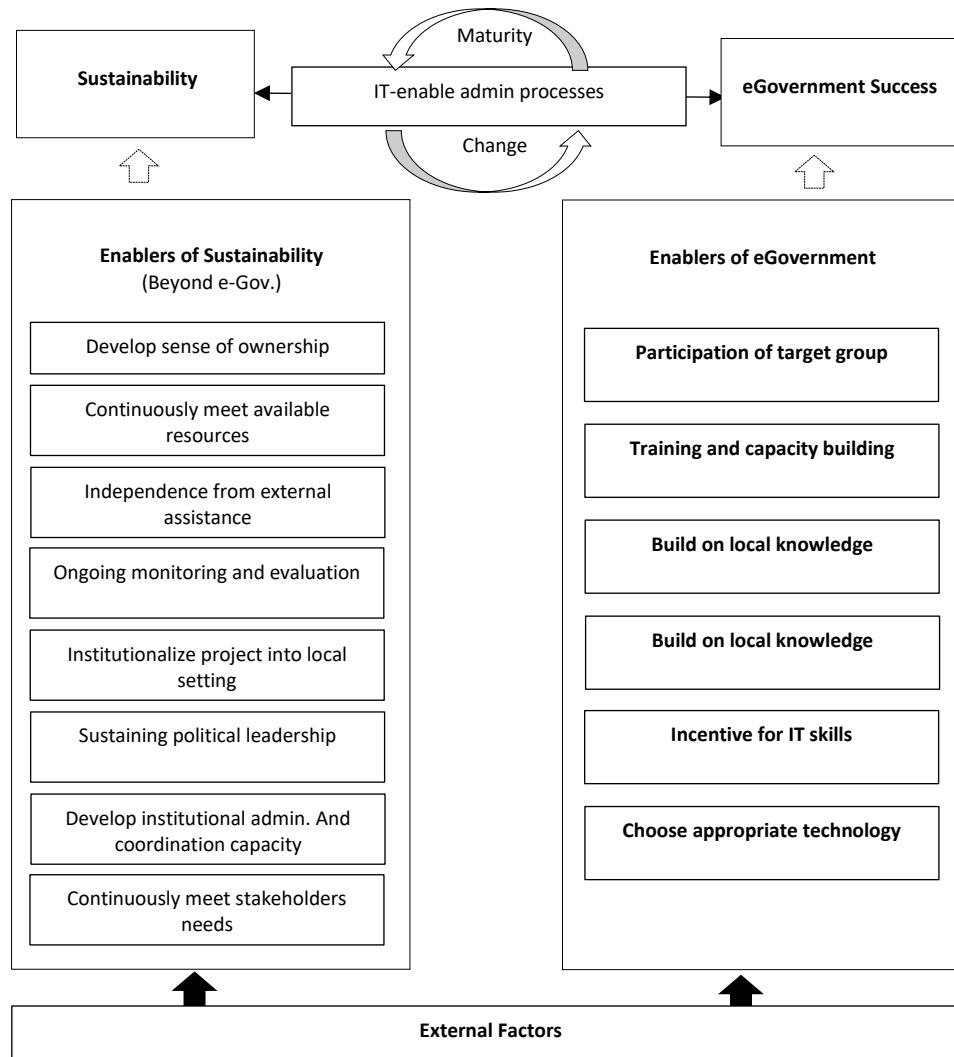 Maturity
Sustainability
IT-enable admin processes
eGovernment Success
Change
Enablers of Sustainability
(Beyond e-Gov.)
Develop sense of ownership
Continuously meet available
resources
Independence from external
assistance
Ongoing monitoring and evaluation
Institutionalize project into local
setting
Sustaining political leadership
Develop institutional admin. And
coordination capacity
Continuously meet stakeholders
needs
Enablers of eGovernment
Participation of target group
Training and capacity building
Build on local knowledge
Build on local knowledge
Incentive for IT skills
Choose appropriate technology
External Factors